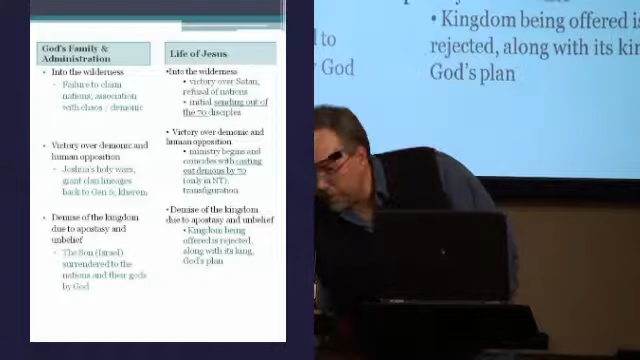 God's Family &
Administration
Into the wilderness
Failure to claim
nations; association
with chaos / demonic
Victory over demonic and
human opposition
Joshua's holy wars,
giant clan lineages
back to Gen 6, kherem
Demise of the kingdom
due to apostasy and
unbelief
The Son (Israel)
surrendered to the
nations and their gods
by God
Life of Jesus
•Into the wilderness
• victory over Satan,
refusal of nations
• initial sending out of
the 70 disciples
Victory over demonic and
human opposition
• ministry begins and
coincides with casting
out demons by 70
(only in NT);
transfiguration
Demise of the kingdom
due to apostasy and unbelief
• Kingdom being
offered is rejected,
along with its king,
God's plan
l to
God
• Kingdom being offered is
rejected, along with its kin
God's plan